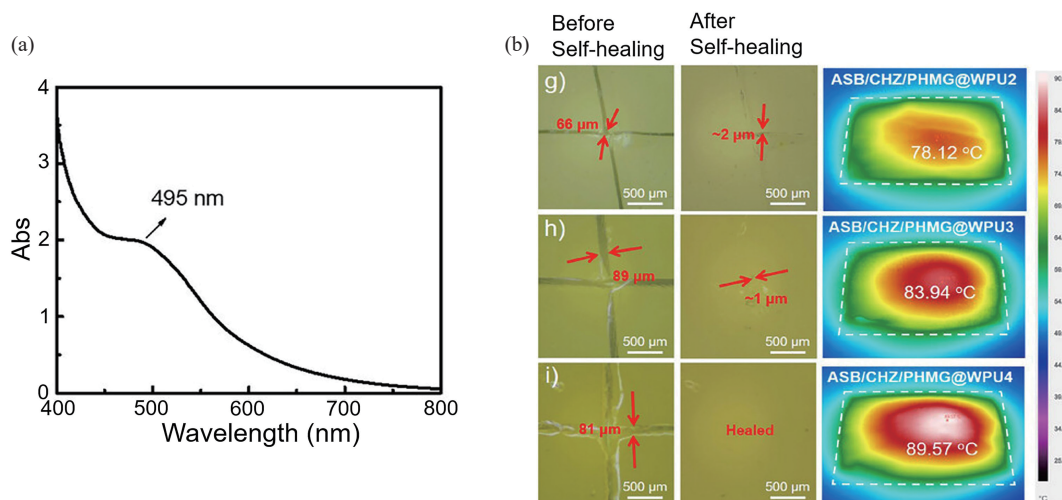 (a)
4
3
2
1
0
Abs
495 nm
400
500
600
700
800
Wavelength (nm)
(b)
Before
Self-healing
After
Self-healing
g)
66 µm
500 µm
~2 µm
500 µm
ASB/CHZ/PHMG@WPU2
78.12 °C
h)
89 µm
500 µm
~1 µm
500 µm
ASB/CHZ/PHMG@WPU3
83.94 °C
i)
81 µm
500 µm
Healed
500 µm
ASB/CHZ/PHMG@WPU4
89.57 °C
°C